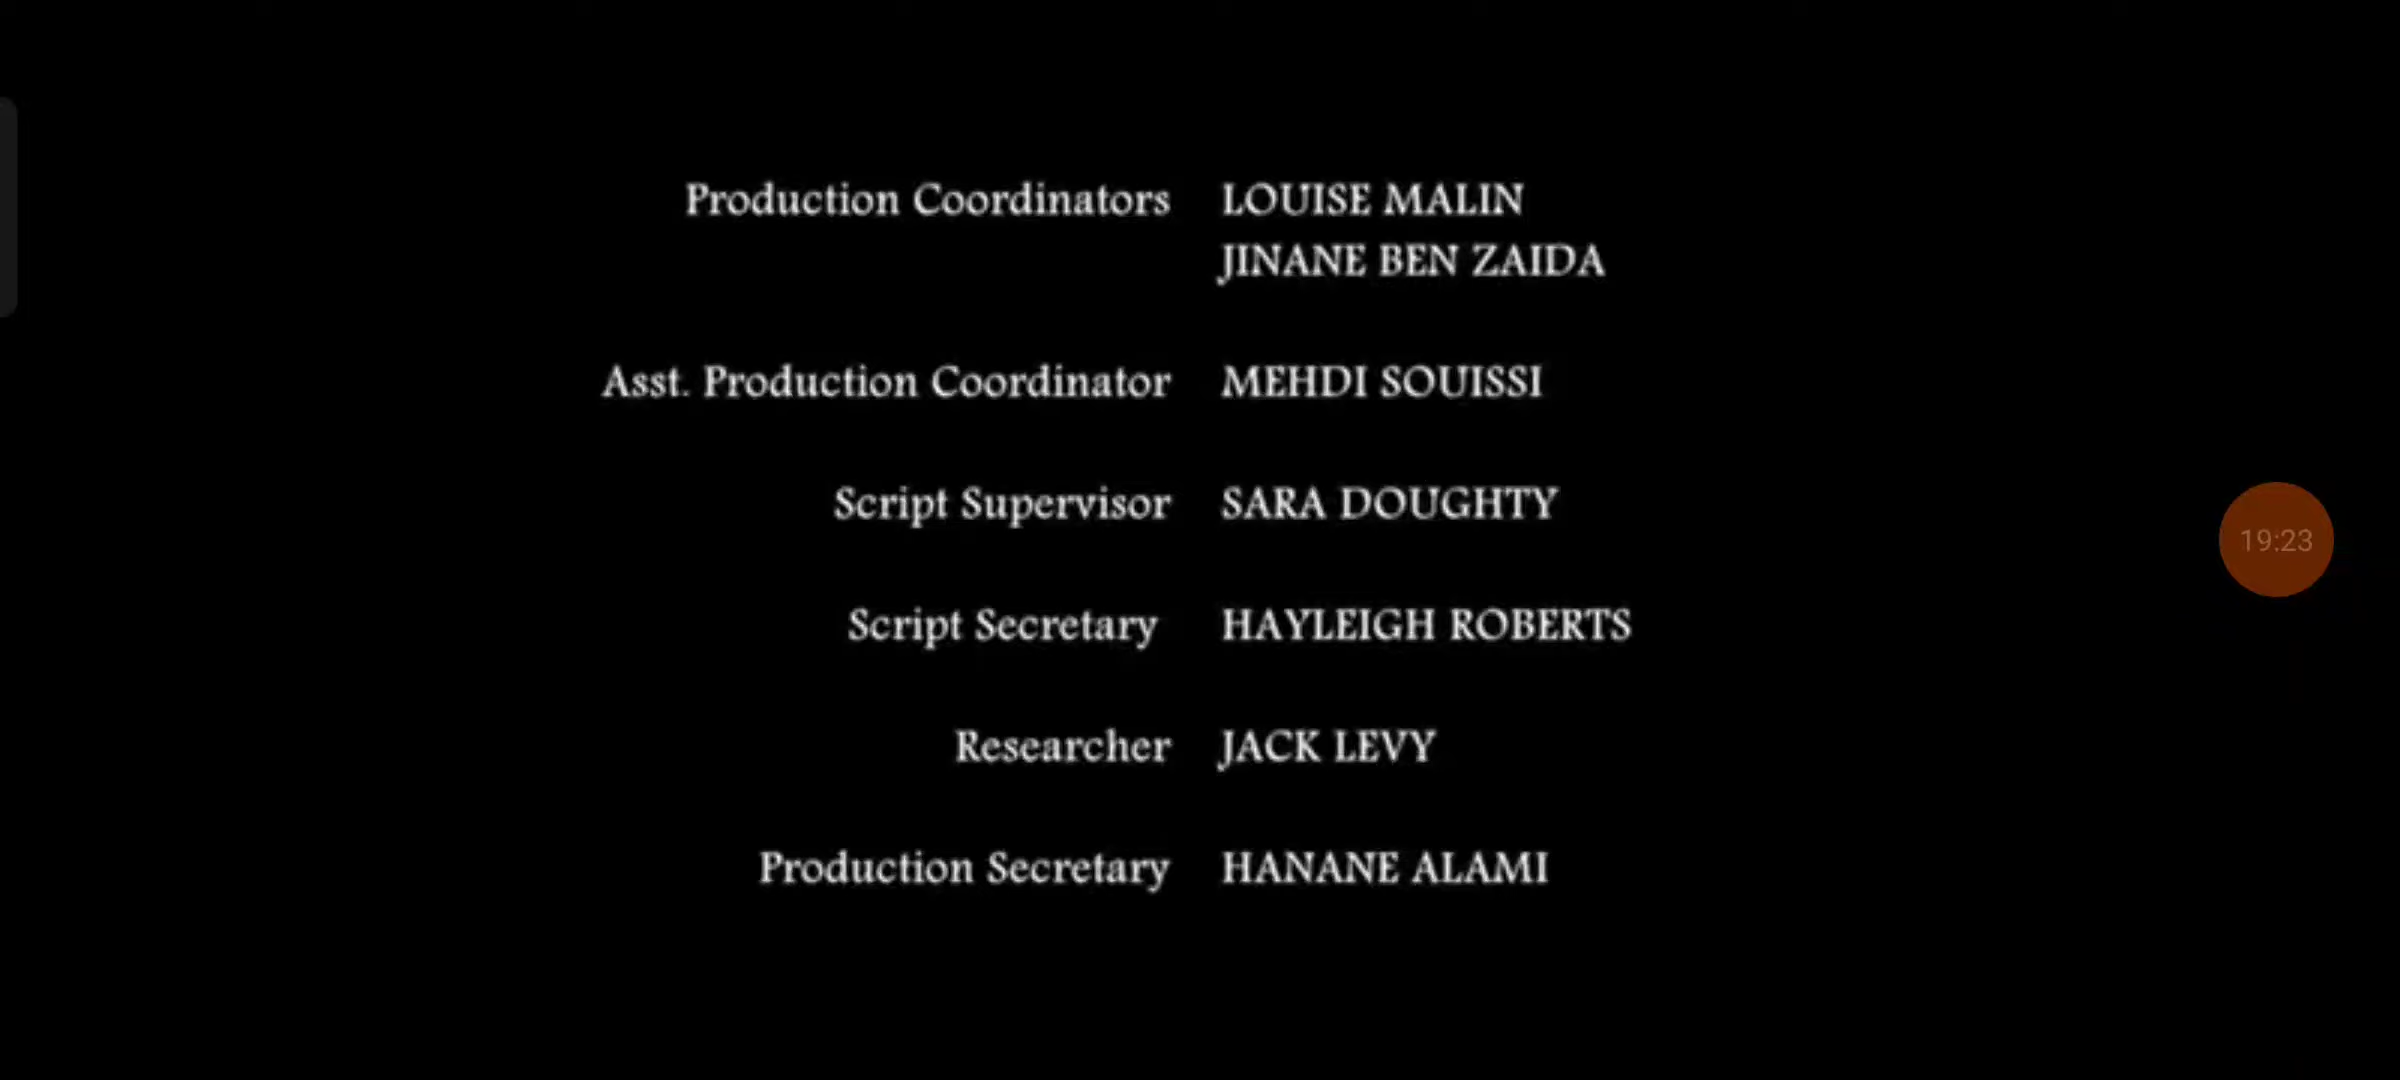 Production Coordinators LOUISE MALIN
JINANE BEN ZAIDA
Asst. Production Coordinator MEHDI SOUISSI
Script Supervisor SARA DOUGHTY
Script Secretary HAYLEIGH ROBERTS
Researcher JACK LEVY
Production Secretary HANANE ALAMI
19:23